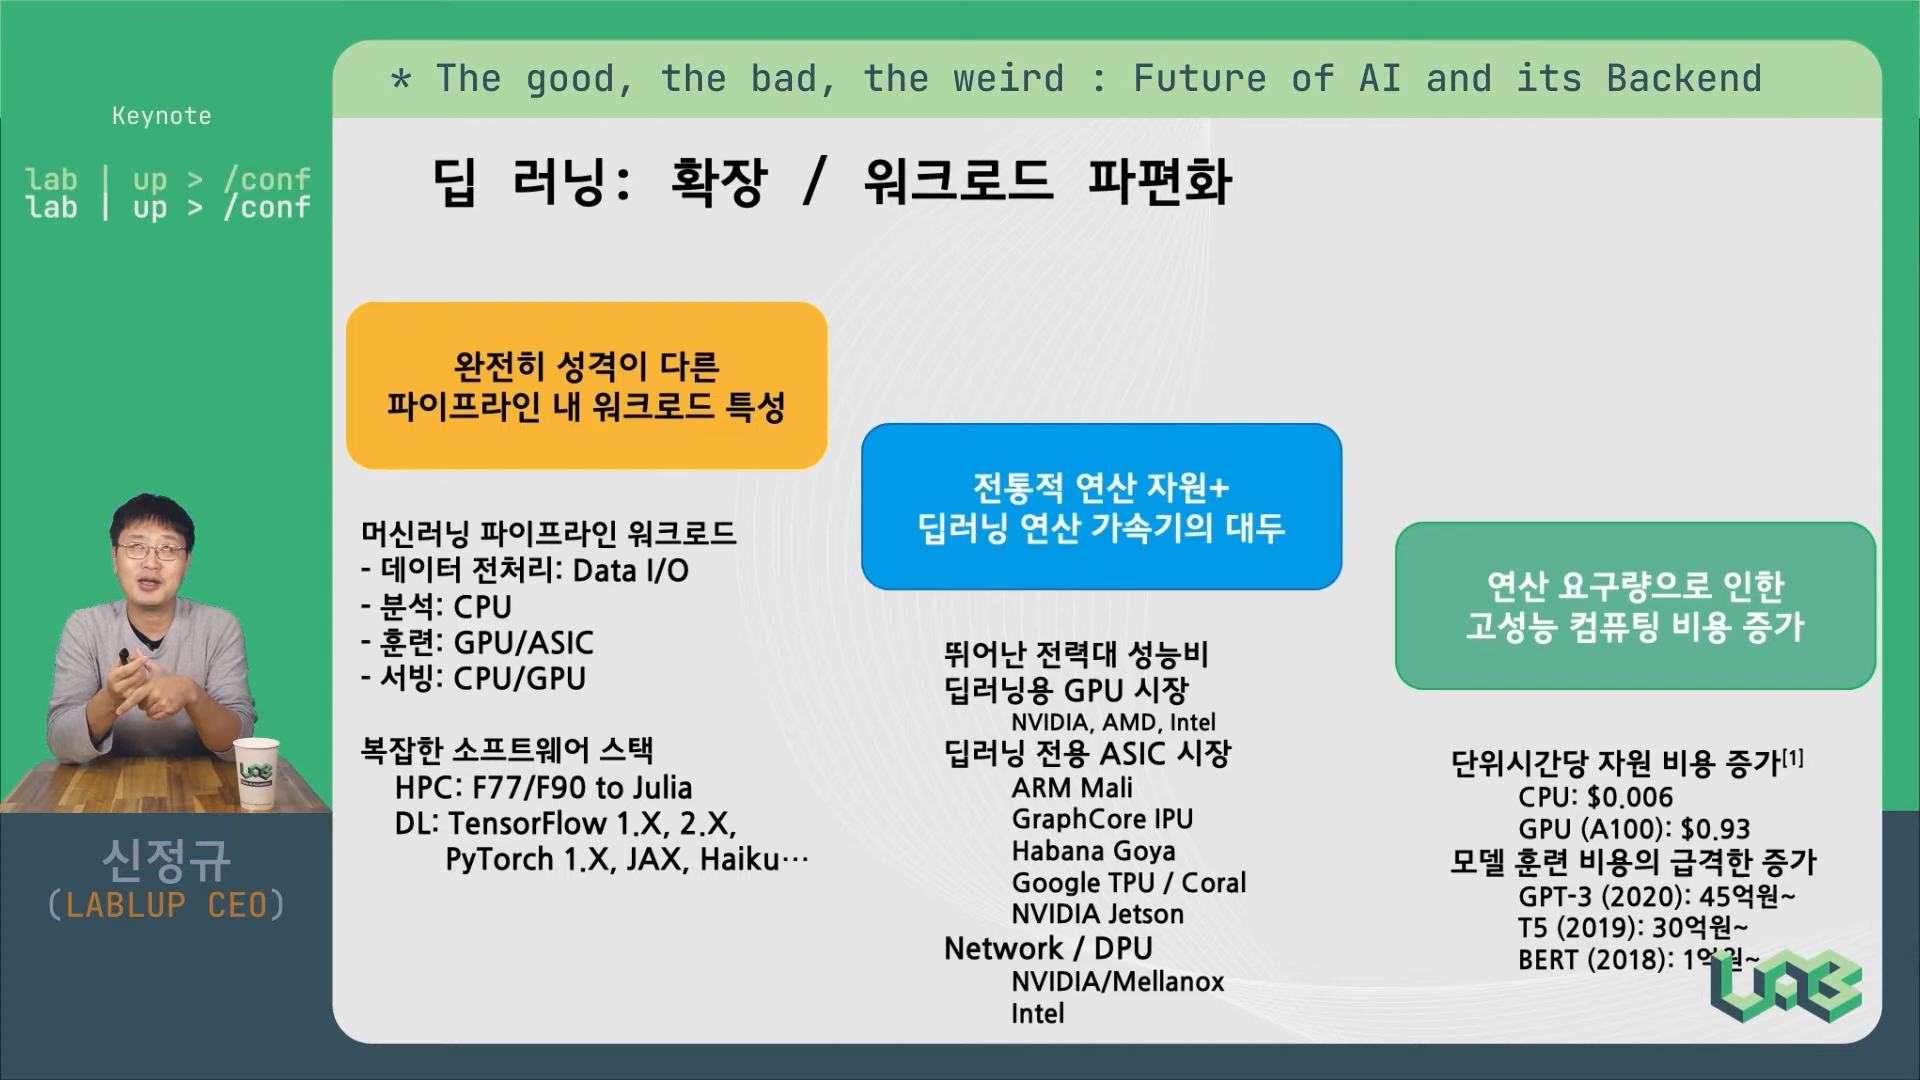 * The good, the bad, the weird : Future of AI and its Backend
Keynote
lab | up > /conf
lab | up > /conf
딥 러닝: 확장 / 워크로드 파편화
완전히 성격이 다른
파이프라인 내 워크로드 특성
머신러닝 파이프라인 워크로드
- 데이터 전처리: Data I/O
- 분석: CPU
- 훈련: GPU/ASIC
- 서빙: CPU/GPU
복잡한 소프트웨어 스택
HPC: F77/F90 to Julia
DL: TensorFlow 1.X, 2.X,
PyTorch 1.X, JAX, Haiku…
전통적 연산 자원+
딥러닝 연산 가속기의 대두
뛰어난 전력대 성능비
딥러닝용 GPU 시장
NVIDIA, AMD, Intel
딥러닝 전용 ASIC 시장
ARM Mali
GraphCore IPU
Habana Goya
Google TPU / Coral
NVIDIA Jetson
Network / DPU
NVIDIA/Mellanox
Intel
연산 요구량으로 인한
고성능 컴퓨팅 비용 증가
단위시간당 자원 비용 증가[1]
CPU: $0.006
GPU (A100): $0.93
모델 훈련 비용의 급격한 증가
GPT-3 (2020): 45억원~
T5 (2019): 30억원~
BERT (2018): 1억원~
LAB
LAB
신정규
(LABLUP CEO)